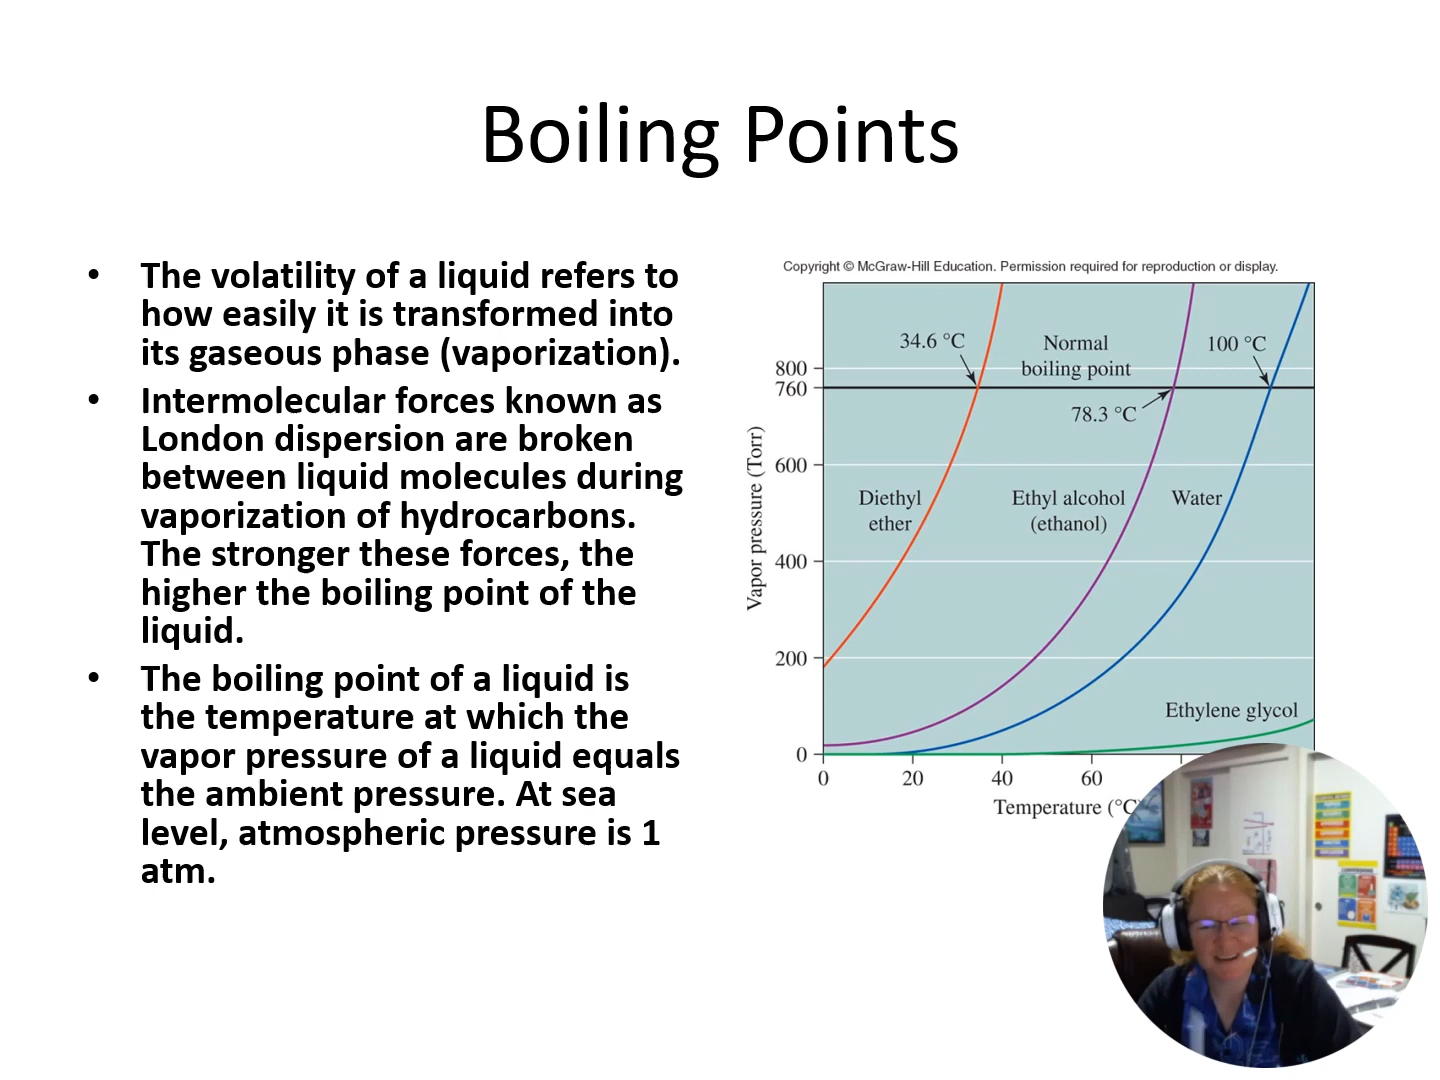 Boiling Points
• The volatility of a liquid refers to
how easily it is transformed into
its gaseous phase (vaporization).
• Intermolecular forces known as
London dispersion are broken
between liquid molecules during
vaporization of hydrocarbons.
The stronger these forces, the
higher the boiling point of the
liquid.
• The boiling point of a liquid is
the temperature at which the
vapor pressure of a liquid equals
the ambient pressure. At sea
level, atmospheric pressure is 1
atm.
Copyright © McGraw-Hill Education. Permission required for reproduction or display.
34.6 °C
Normal
boiling point
100 °C
800
760
78.3 °C
Vapor pressure (Torr)
600
Diethyl
ether
Ethyl alcohol
(ethanol)
Water
400
200
Ethylene glycol
0
0 20 40 60
Temperature (°C